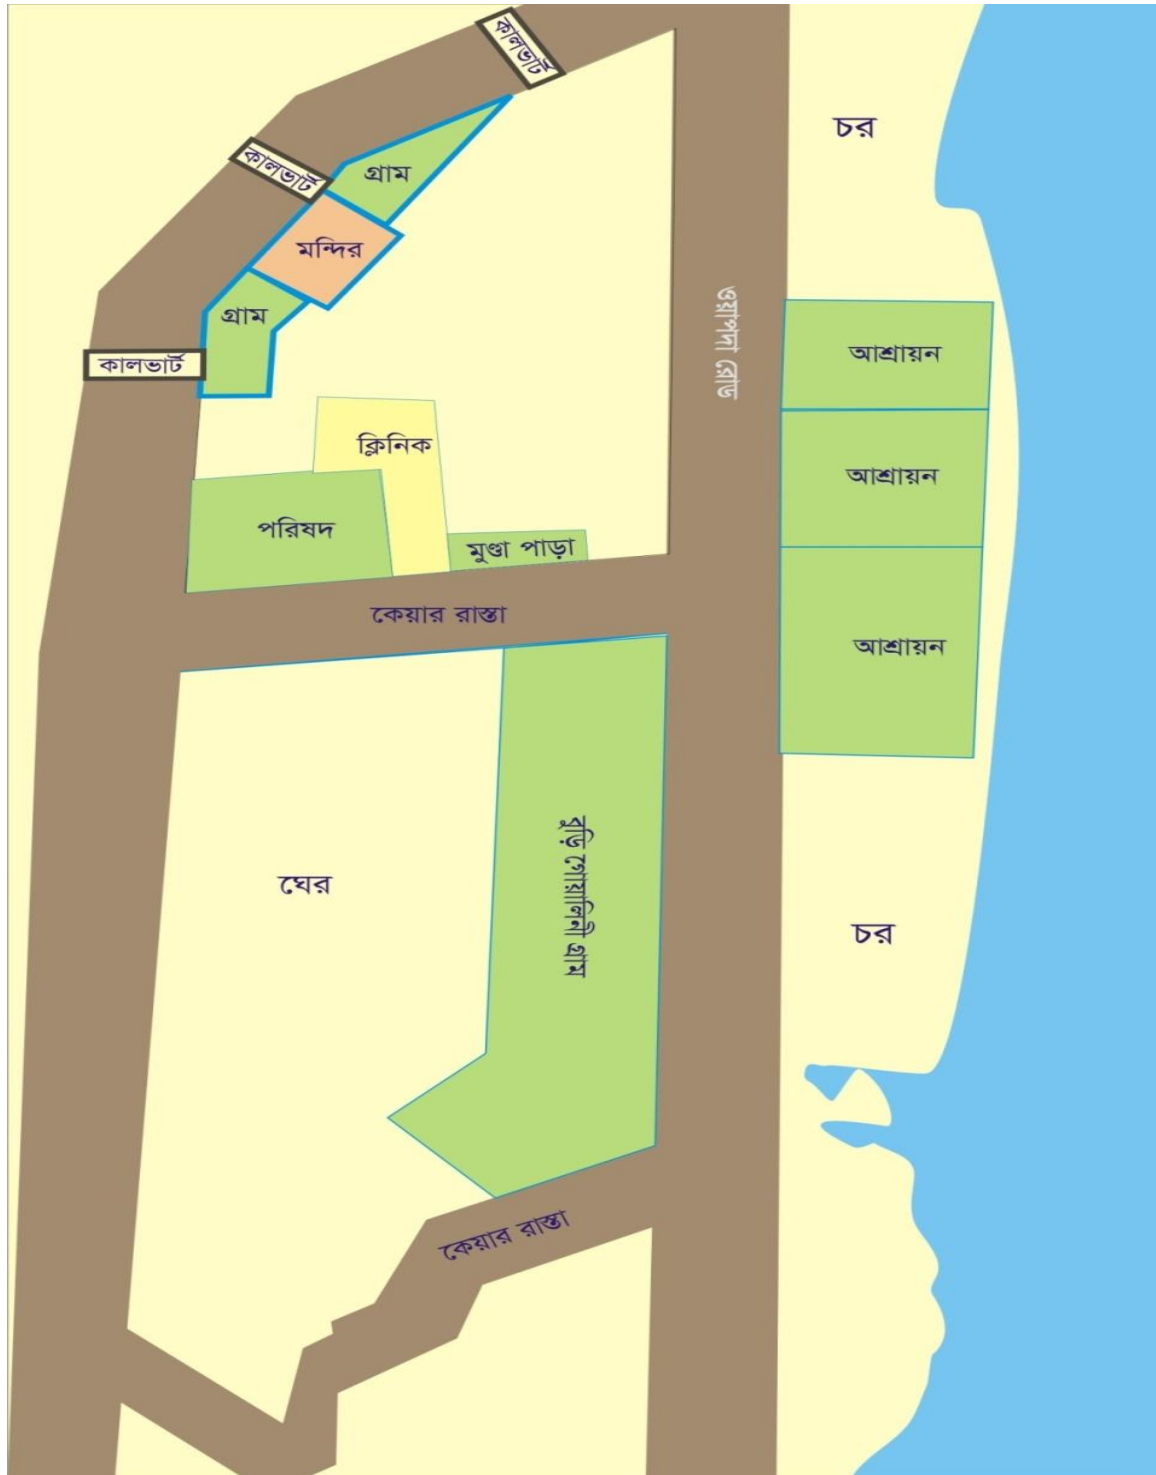 কালভার্ট
চর
কালভার্ট
গ্রাম
মন্দির
গ্রাম
কালভার্ট
ওয়াপদা রোড
আশ্রায়ন
ক্লিনিক
আশ্রায়ন
পরিষদ
মুণ্ডা পাড়া
কেয়ার রাস্তা
আশ্রায়ন
ঘের
বুড়ি গোয়ালিনী গ্রাম
চর
কেয়ার রাস্তা